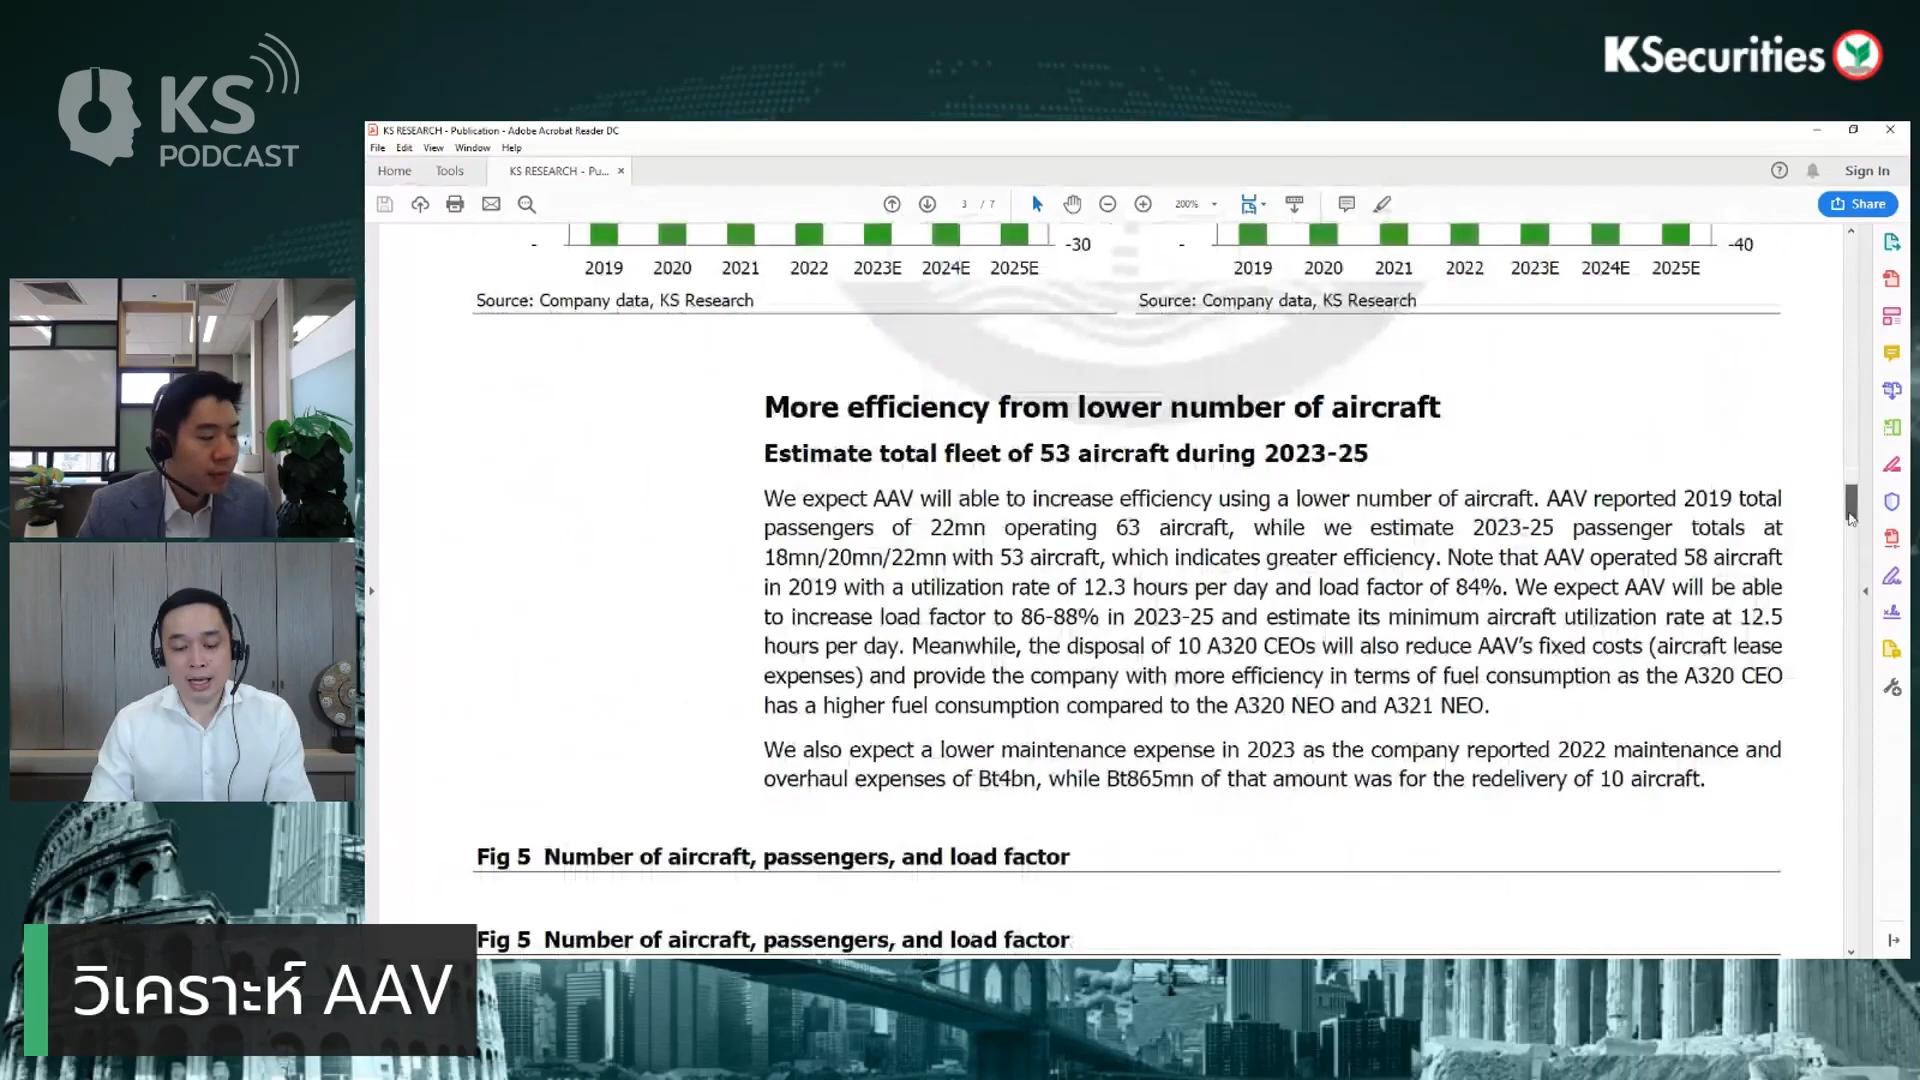 KS
PODCAST
KSecurities
KS RESEARCH - Publication - Adobe Acrobat Reader DC
File Edit View Window Help
Home Tools KS RESEARCH - Pu... × Sign In
3 / 7 200% Share
- -30 - -40
2019 2020 2021 2022 2023E 2024E 2025E 2019 2020 2021 2022 2023E 2024E 2025E
Source: Company data, KS Research Source: Company data, KS Research
More efficiency from lower number of aircraft
Estimate total fleet of 53 aircraft during 2023-25
We expect AAV will able to increase efficiency using a lower number of aircraft. AAV reported 2019 total
passengers of 22mn operating 63 aircraft, while we estimate 2023-25 passenger totals at
18mn/20mn/22mn with 53 aircraft, which indicates greater efficiency. Note that AAV operated 58 aircraft
in 2019 with a utilization rate of 12.3 hours per day and load factor of 84%. We expect AAV will be able
to increase load factor to 86-88% in 2023-25 and estimate its minimum aircraft utilization rate at 12.5
hours per day. Meanwhile, the disposal of 10 A320 CEOs will also reduce AAV's fixed costs (aircraft lease
expenses) and provide the company with more efficiency in terms of fuel consumption as the A320 CEO
has a higher fuel consumption compared to the A320 NEO and A321 NEO.
We also expect a lower maintenance expense in 2023 as the company reported 2022 maintenance and
overhaul expenses of Bt4bn, while Bt865mn of that amount was for the redelivery of 10 aircraft.
Fig 5 Number of aircraft, passengers, and load factor
Fig 5 Number of aircraft, passengers, and load factor
วิเคราะห์ AAV